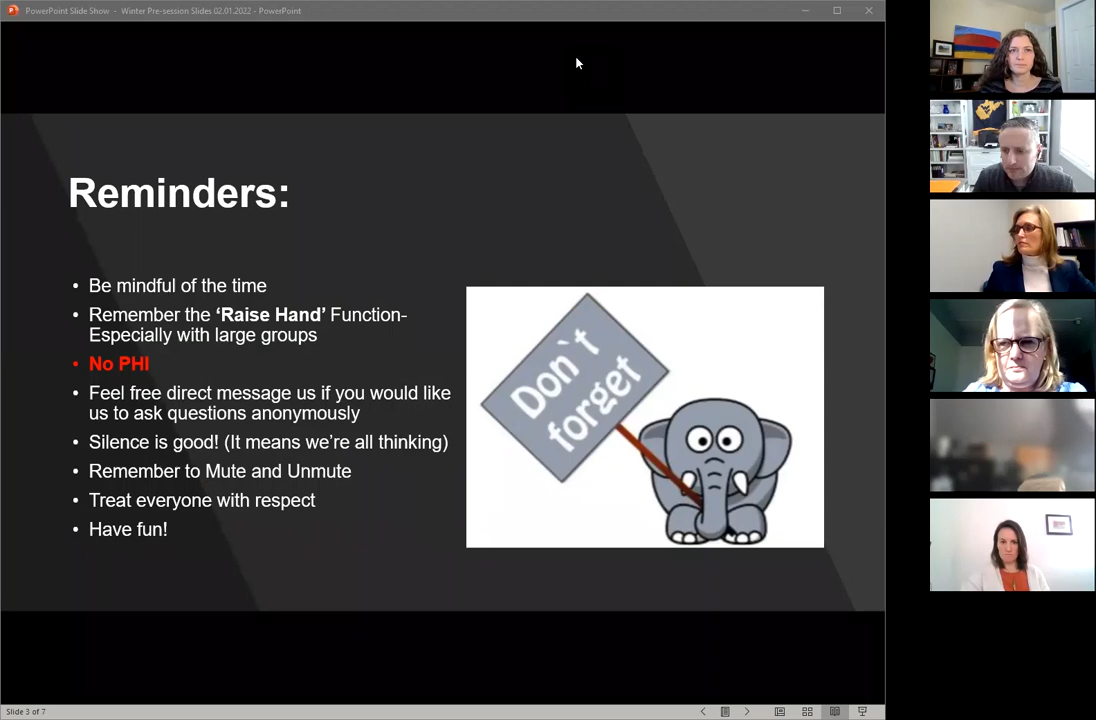 PowerPoint Slide Show - Winter Pre-session Slides 02.01.2022 - PowerPoint
Reminders:
• Be mindful of the time
• Remember the ‘Raise Hand’ Function-
Especially with large groups
• No PHI
• Feel free direct message us if you would like
us to ask questions anonymously
• Silence is good! (It means we’re all thinking)
• Remember to Mute and Unmute
• Treat everyone with respect
• Have fun!
Don`t
forget
Slide 3 of 7